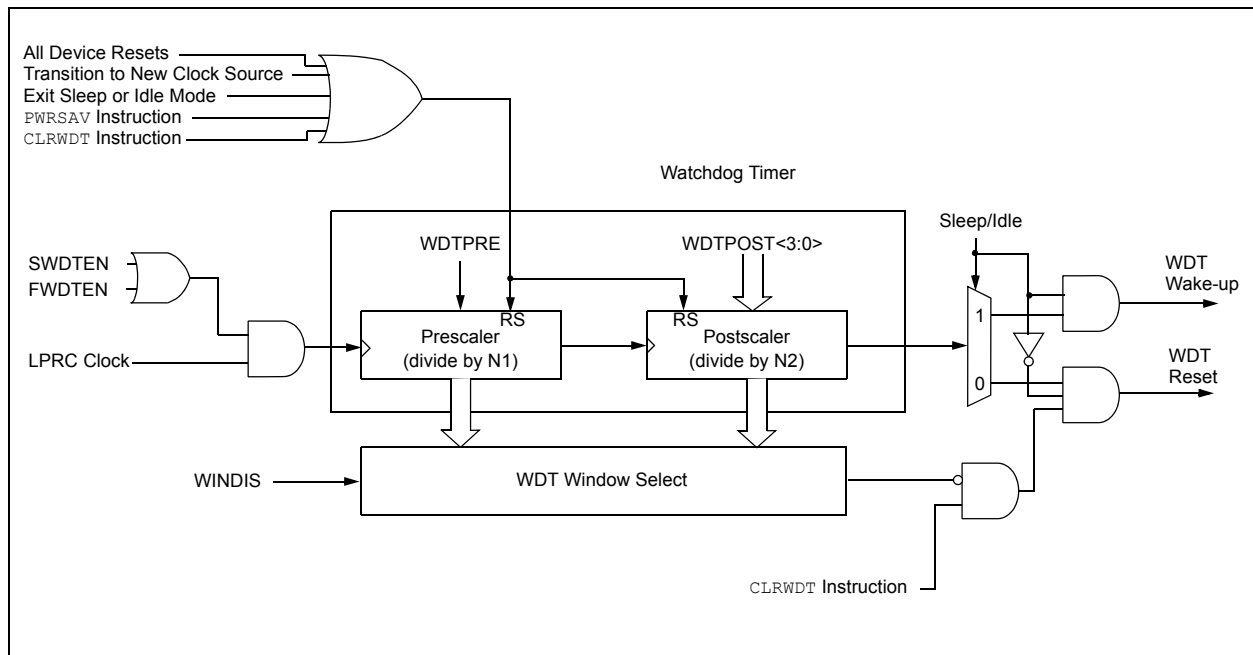 All Device Resets
Transition to New Clock Source
Exit Sleep or Idle Mode
PWRSAV Instruction
CLRWDT Instruction
Watchdog Timer
Sleep/Idle
WDTPRE
WDTPOST<3:0>
SWDTEN
FWDTEN
WDT
Wake-up
RS
RS
1
Prescaler
(divide by N1)
Postscaler
(divide by N2)
LPRC Clock
WDT
Reset
0
WINDIS
WDT Window Select
CLRWDT Instruction